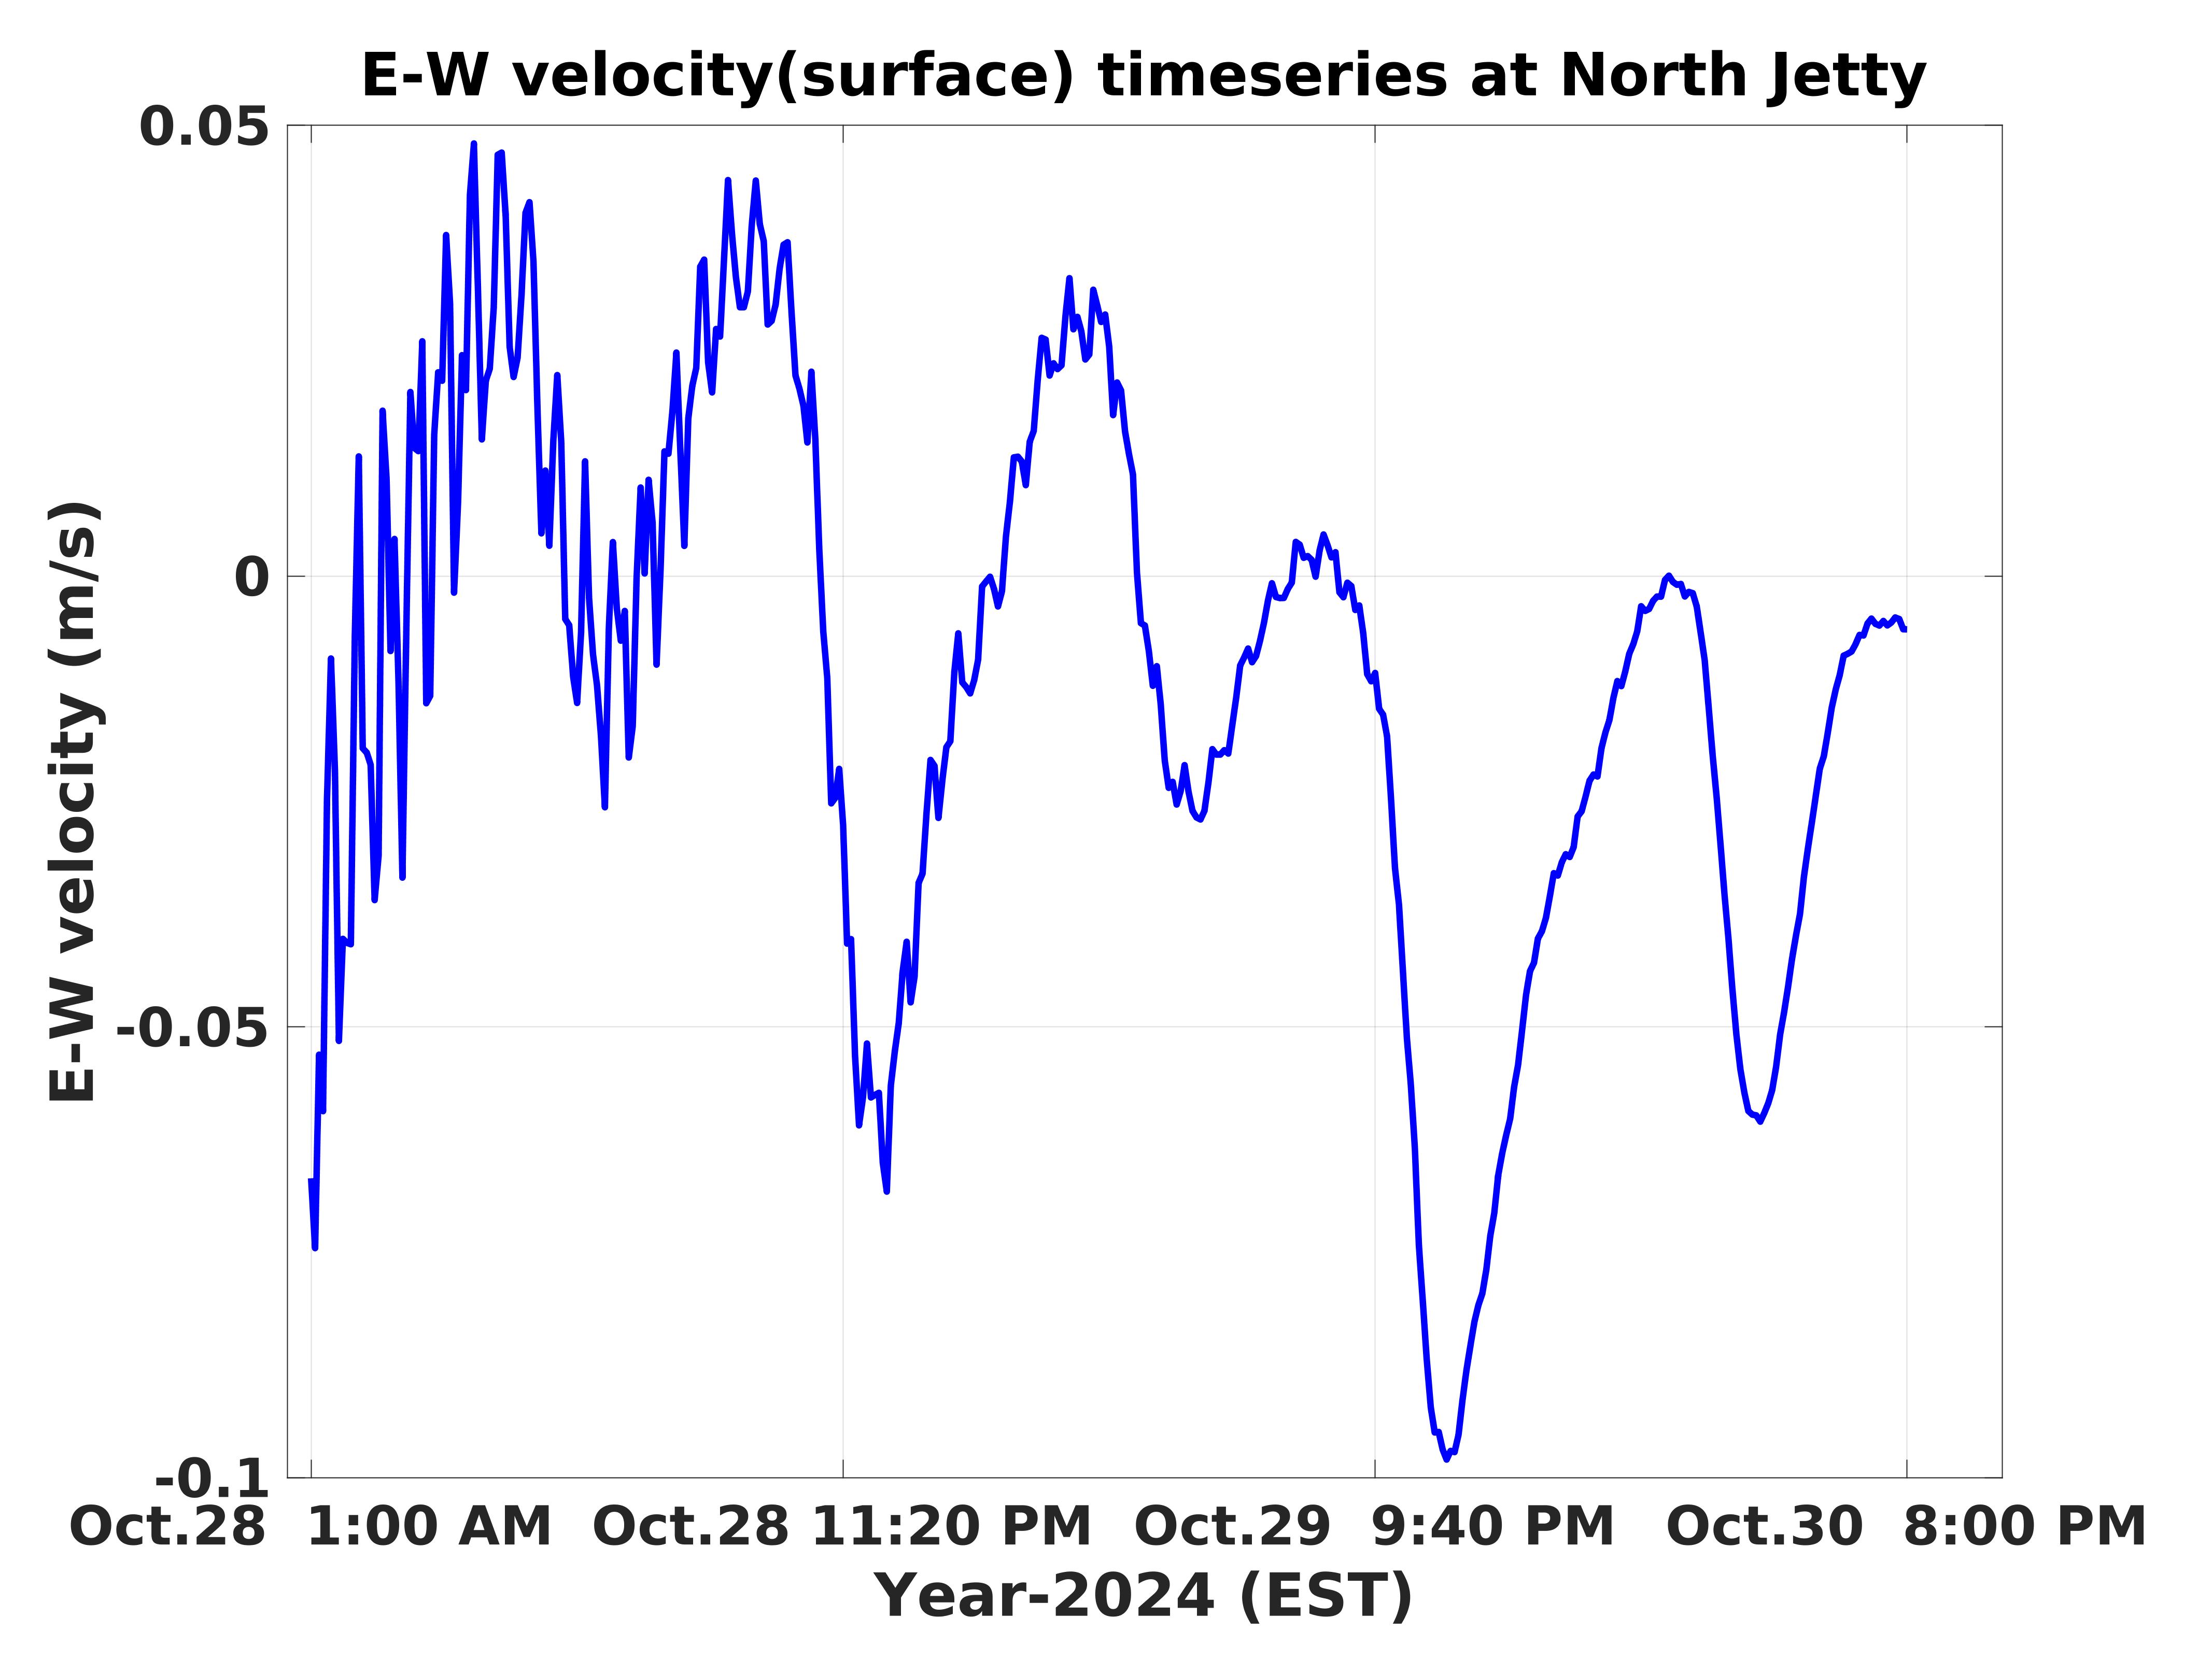 E-W velocity(surface) timeseries at North Jetty
0.05
0
-0.05
-0.1
E-W velocity (m/s)
Oct.28 1:00 AM Oct.28 11:20 PM Oct.29 9:40 PM Oct.30 8:00 PM
Year-2024 (EST)